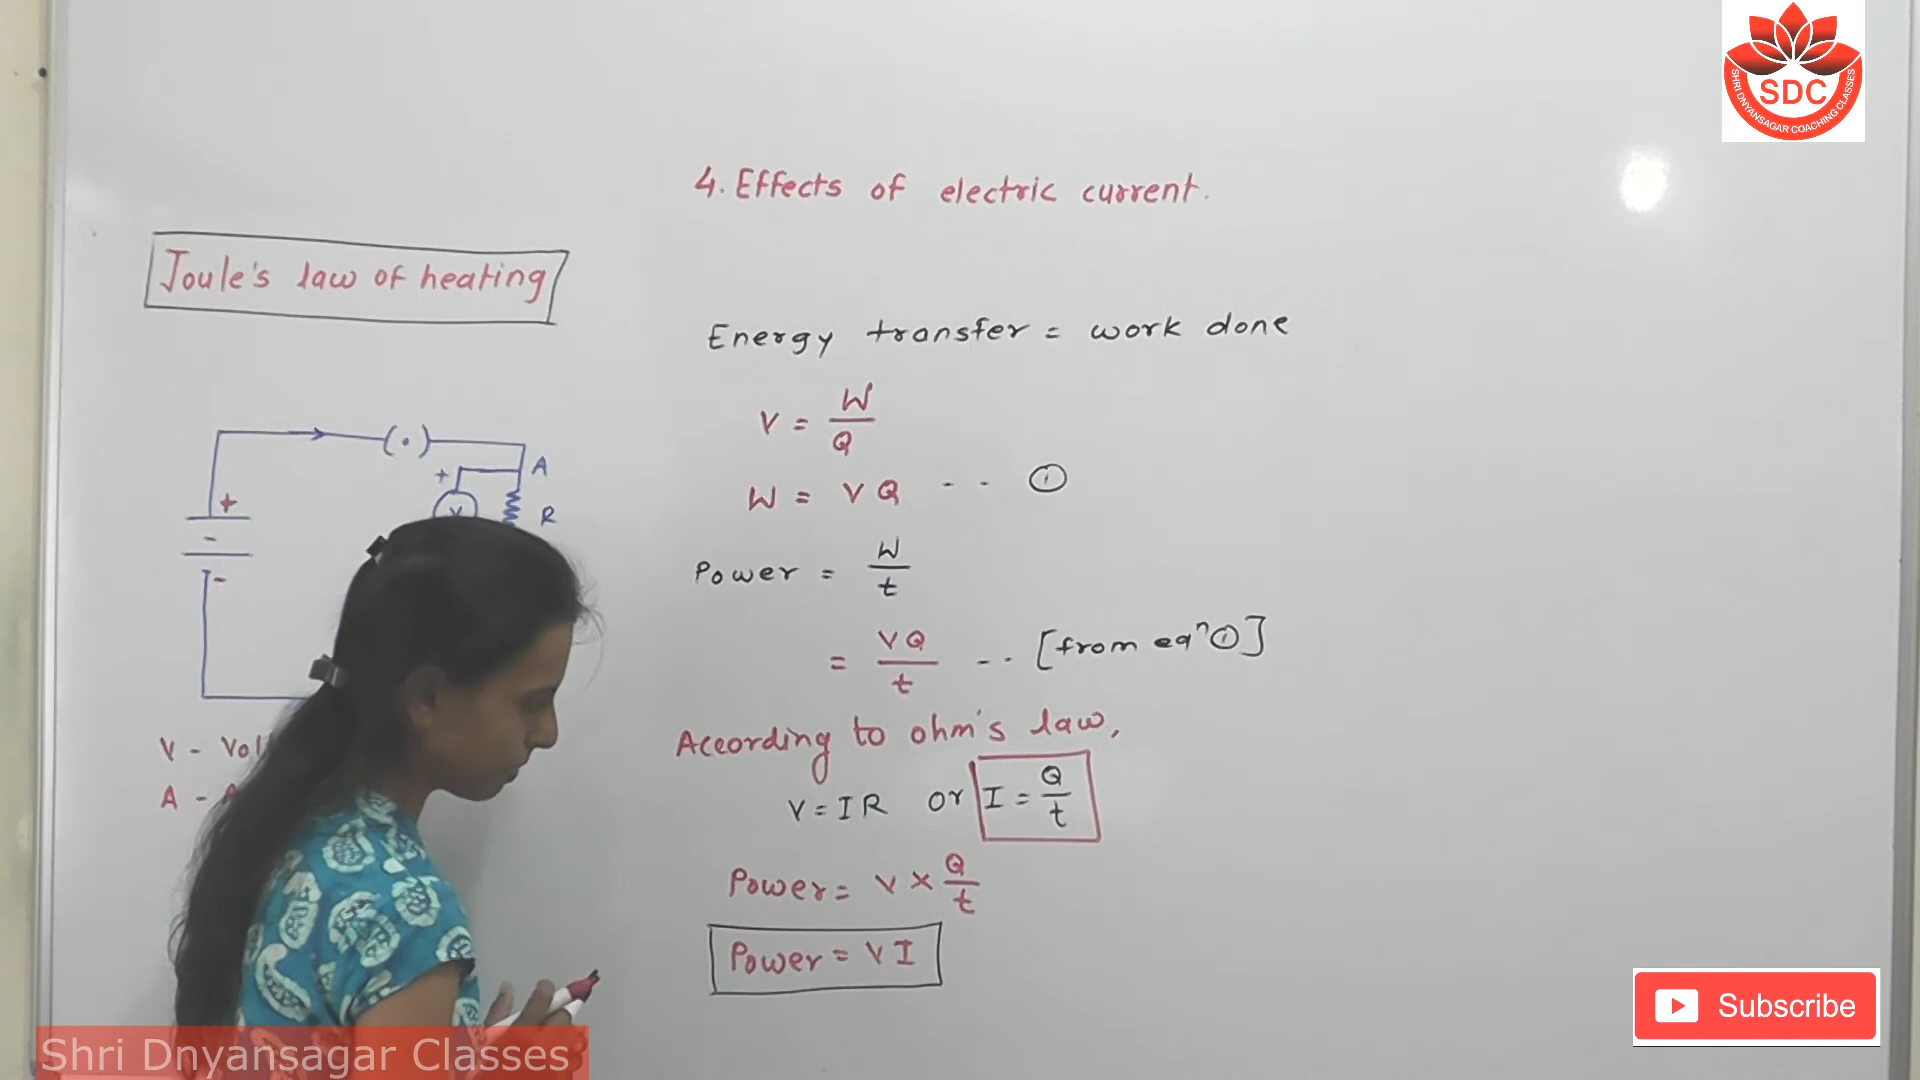 SDC
SHRI DNYANSAGAR COACHING CLASSES
4. Effects of electric current.
Joule's law of heating
Energy transfer = work done
V = W/Q
W = VQ -- ①
Power = W/t
= VQ/t -- [from eqⁿ ①]
According to ohm's law,
V = IR or I = Q/t
Power = V × Q/t
Power = VI
+ A
+ V R
-
-
V -
A -
Subscribe
Shri Dnyansagar Classes